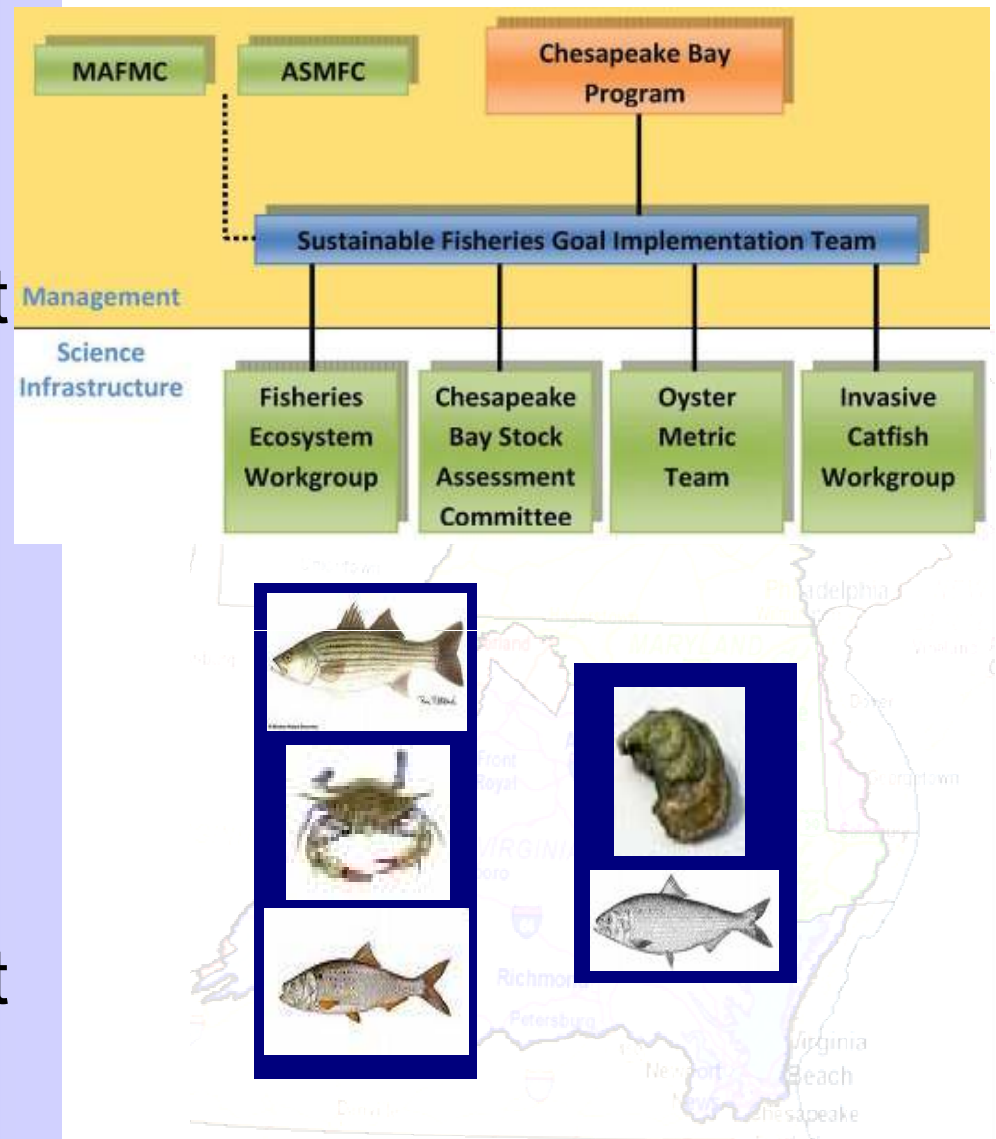 MAFMC
ASMFC
Chesapeake Bay
Program
Sustainable Fisheries Goal Implementation Team
t
Management
Science
Infrastructure
Fisheries
Ecosystem
Workgroup
Chesapeake
Bay Stock
Assessment
Committee
Oyster
Metric
Team
Invasive
Catfish
Workgroup
Philadelphia
MARYLAND
Dover
Front
Royal
Georgetown
VIRGINIA
t
Richmond
Petersburg
Virginia
Beach
Newport
News
Chesapeake